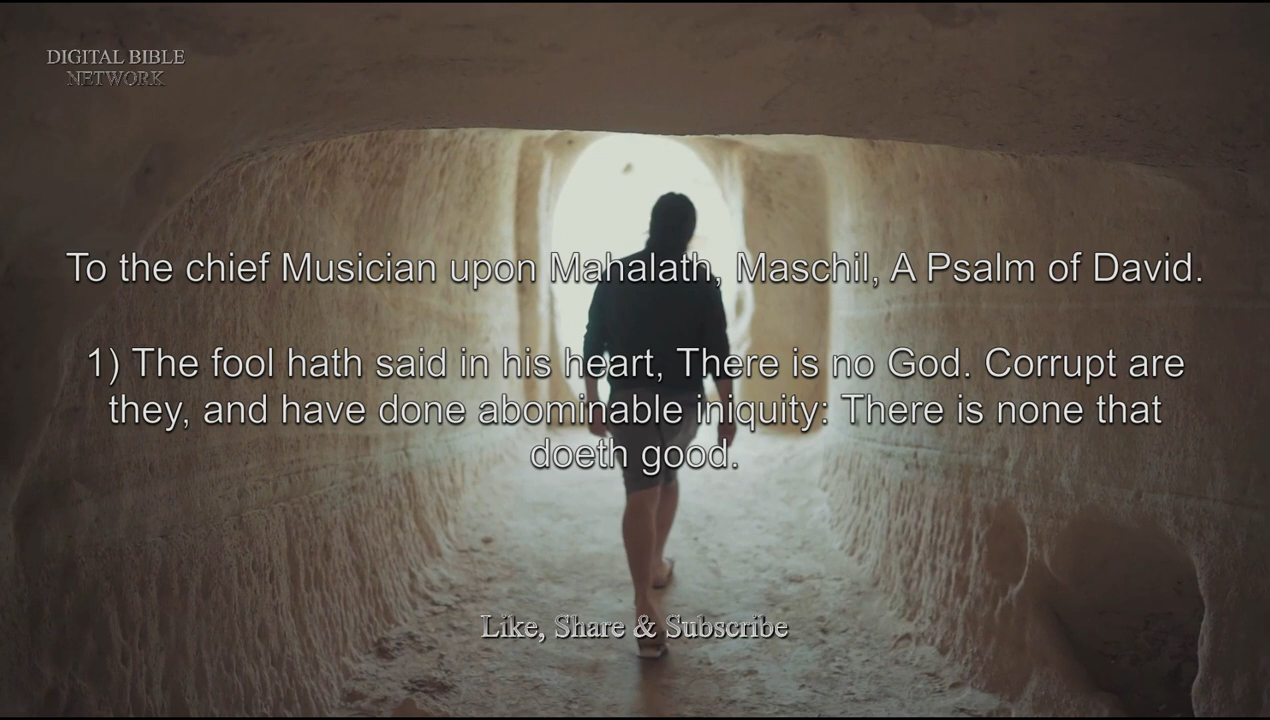 DIGITAL BIBLE
NETWORK
To the chief Musician upon Mahalath, Maschil, A Psalm of David.
1) The fool hath said in his heart, There is no God. Corrupt are
they, and have done abominable iniquity: There is none that
doeth good.
Like, Share & Subscribe